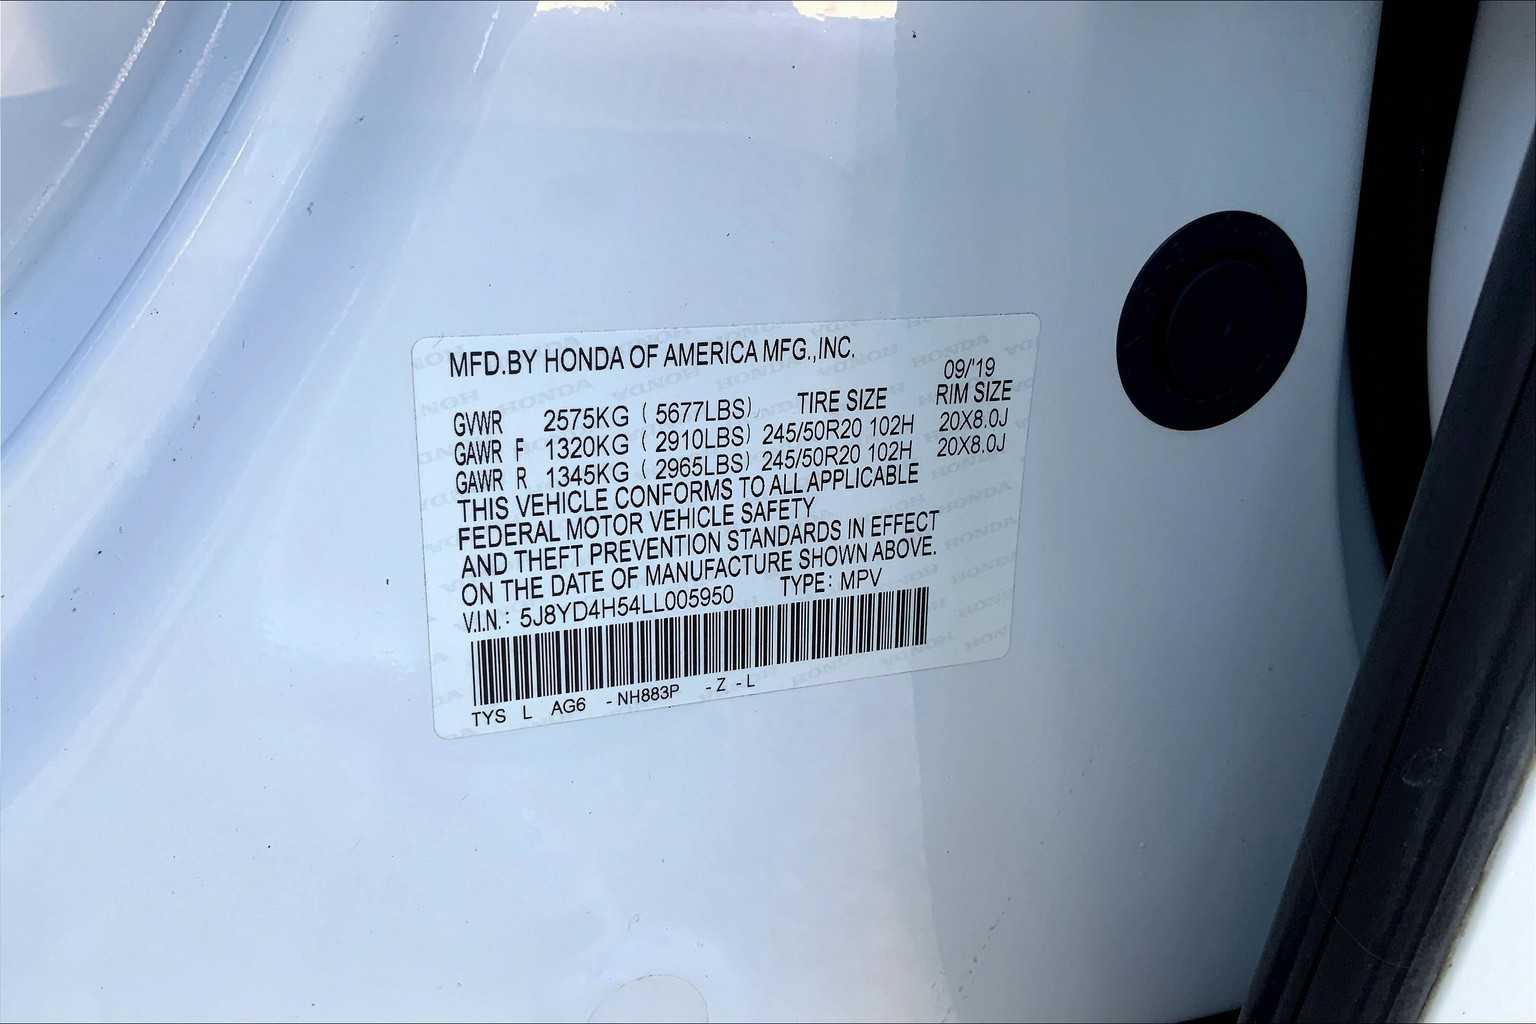 MFD.BY HONDA OF AMERICA MFG.,INC.
09/'19
TIRE SIZE RIM SIZE
GVWR 2575KG ( 5677LBS)
GAWR F 1320KG ( 2910LBS) 245/50R20 102H 20X8.0J
GAWR R 1345KG ( 2965LBS) 245/50R20 102H 20X8.0J
THIS VEHICLE CONFORMS TO ALL APPLICABLE
FEDERAL MOTOR VEHICLE SAFETY
AND THEFT PREVENTION STANDARDS IN EFFECT
ON THE DATE OF MANUFACTURE SHOWN ABOVE.
V.I.N.: 5J8YD4H54LL005950 TYPE: MPV
TYS L AG6 -NH883P -Z -L